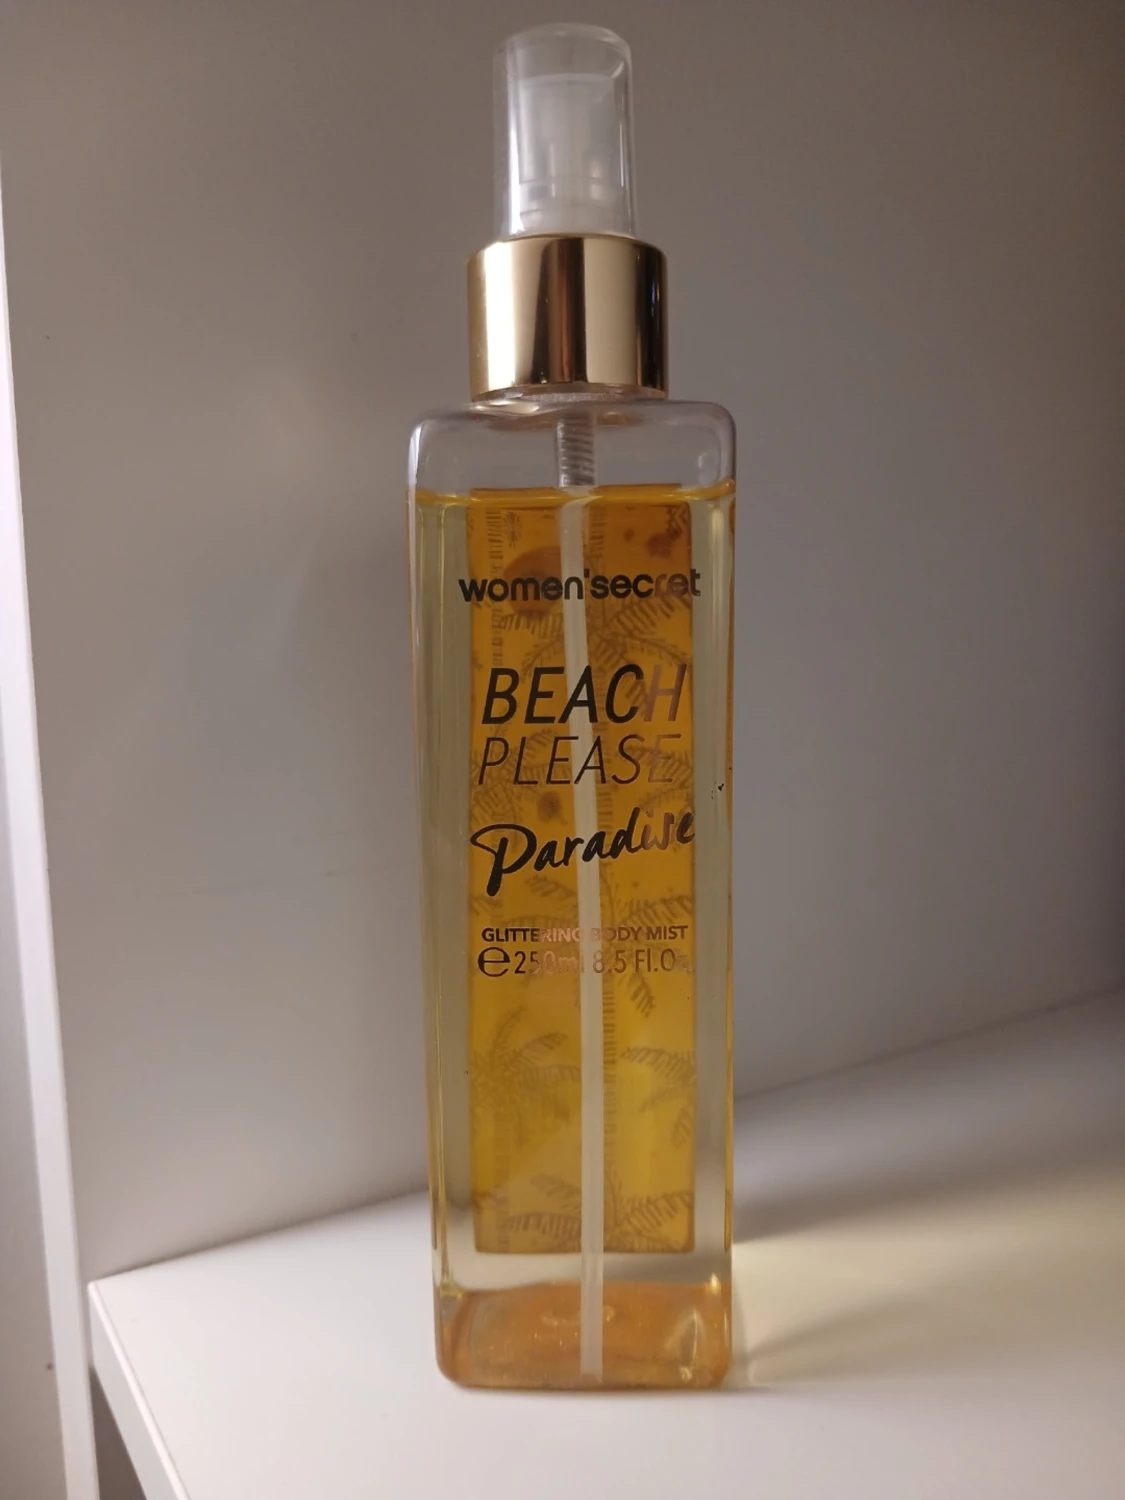 women'secret
BEACH
PLEASE
Paradise
GLITTERING BODY MIST
℮250ml 8.5 Fl.Oz.